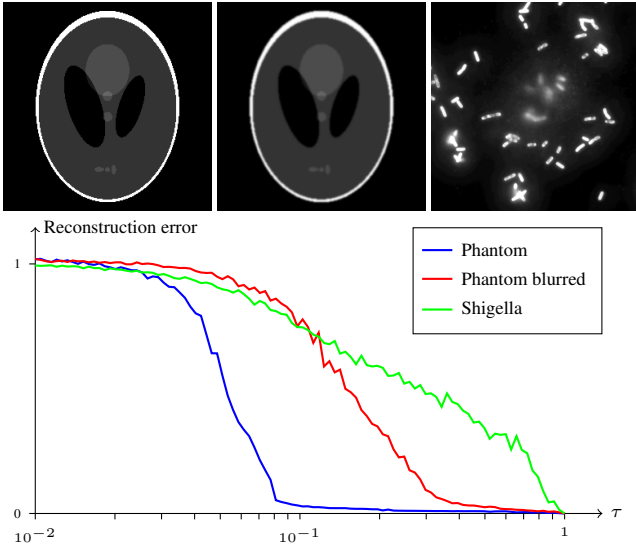 Reconstruction error
1
Phantom
Phantom blurred
Shigella
0
τ
10⁻²
10⁻¹
1